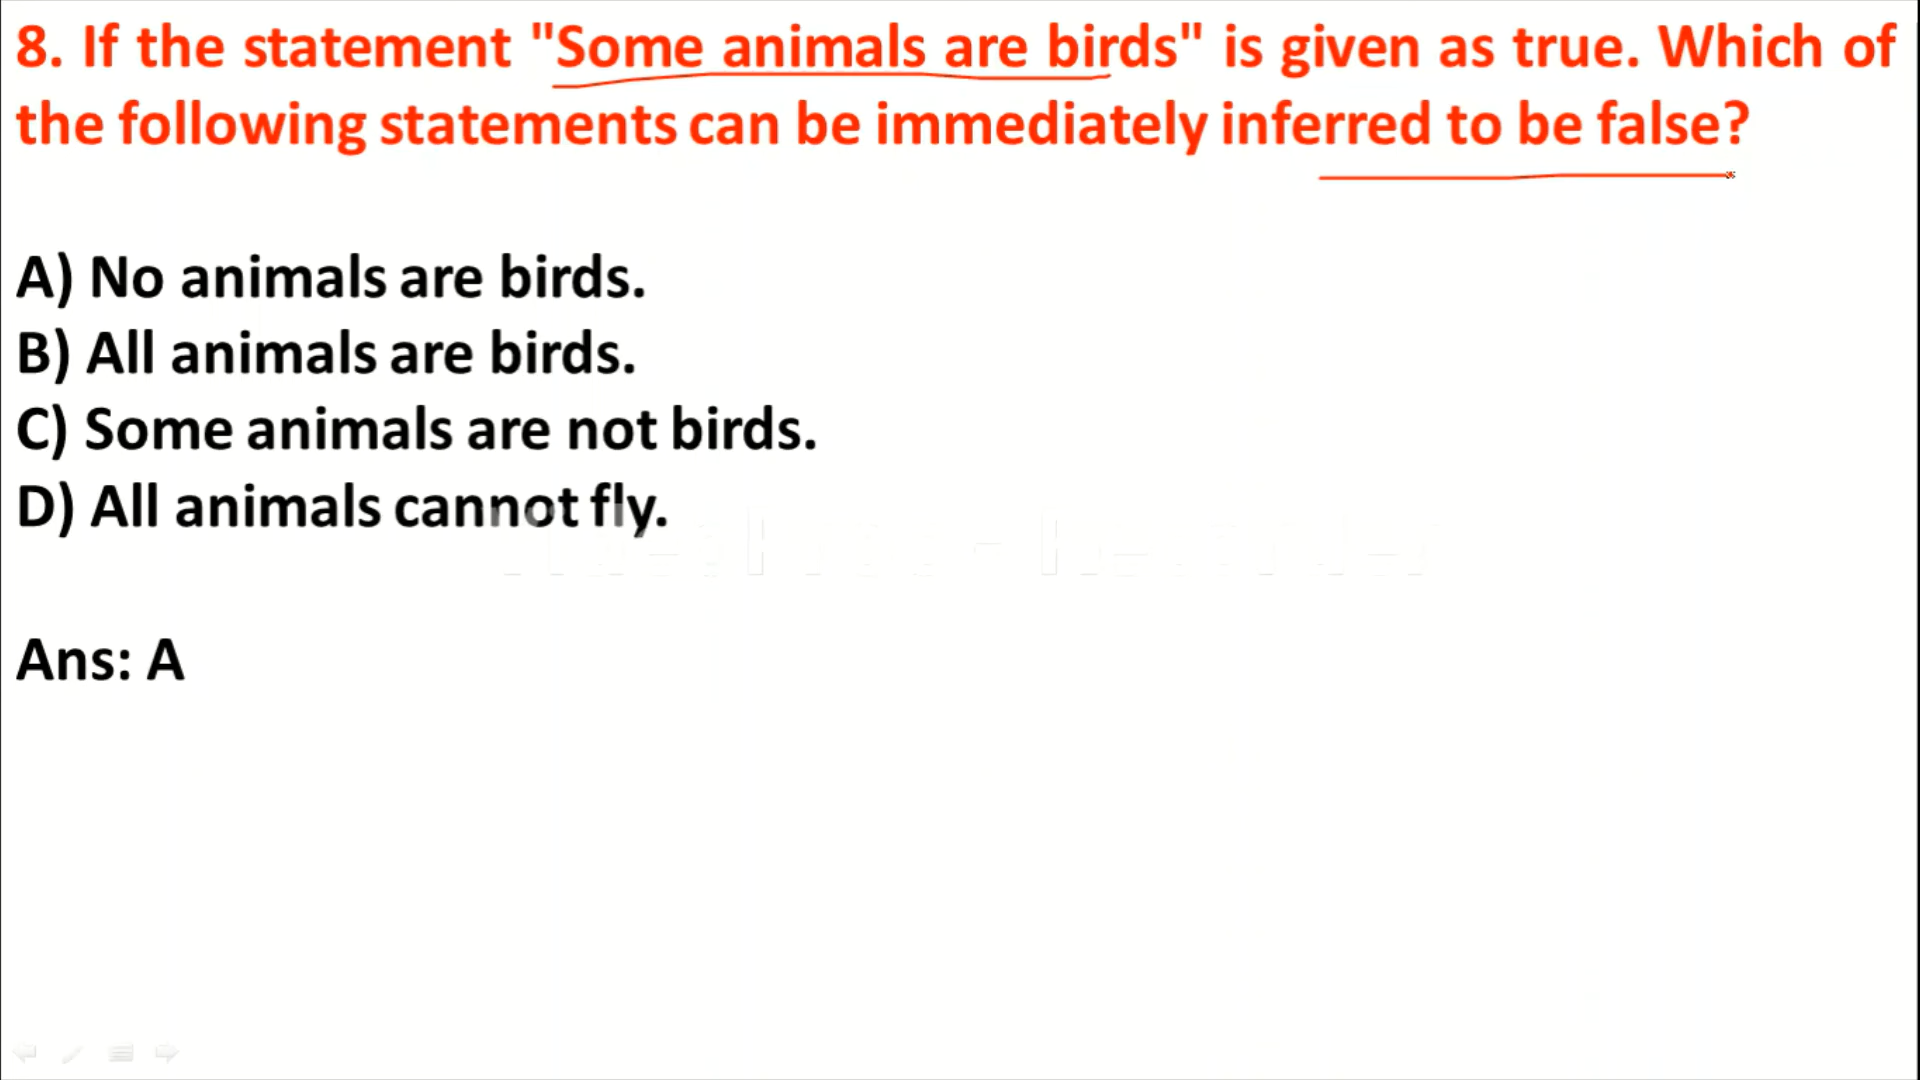 8. If the statement "Some animals are birds" is given as true. Which of
the following statements can be immediately inferred to be false?
A) No animals are birds.
B) All animals are birds.
C) Some animals are not birds.
D) All animals cannot fly.
Ans: A